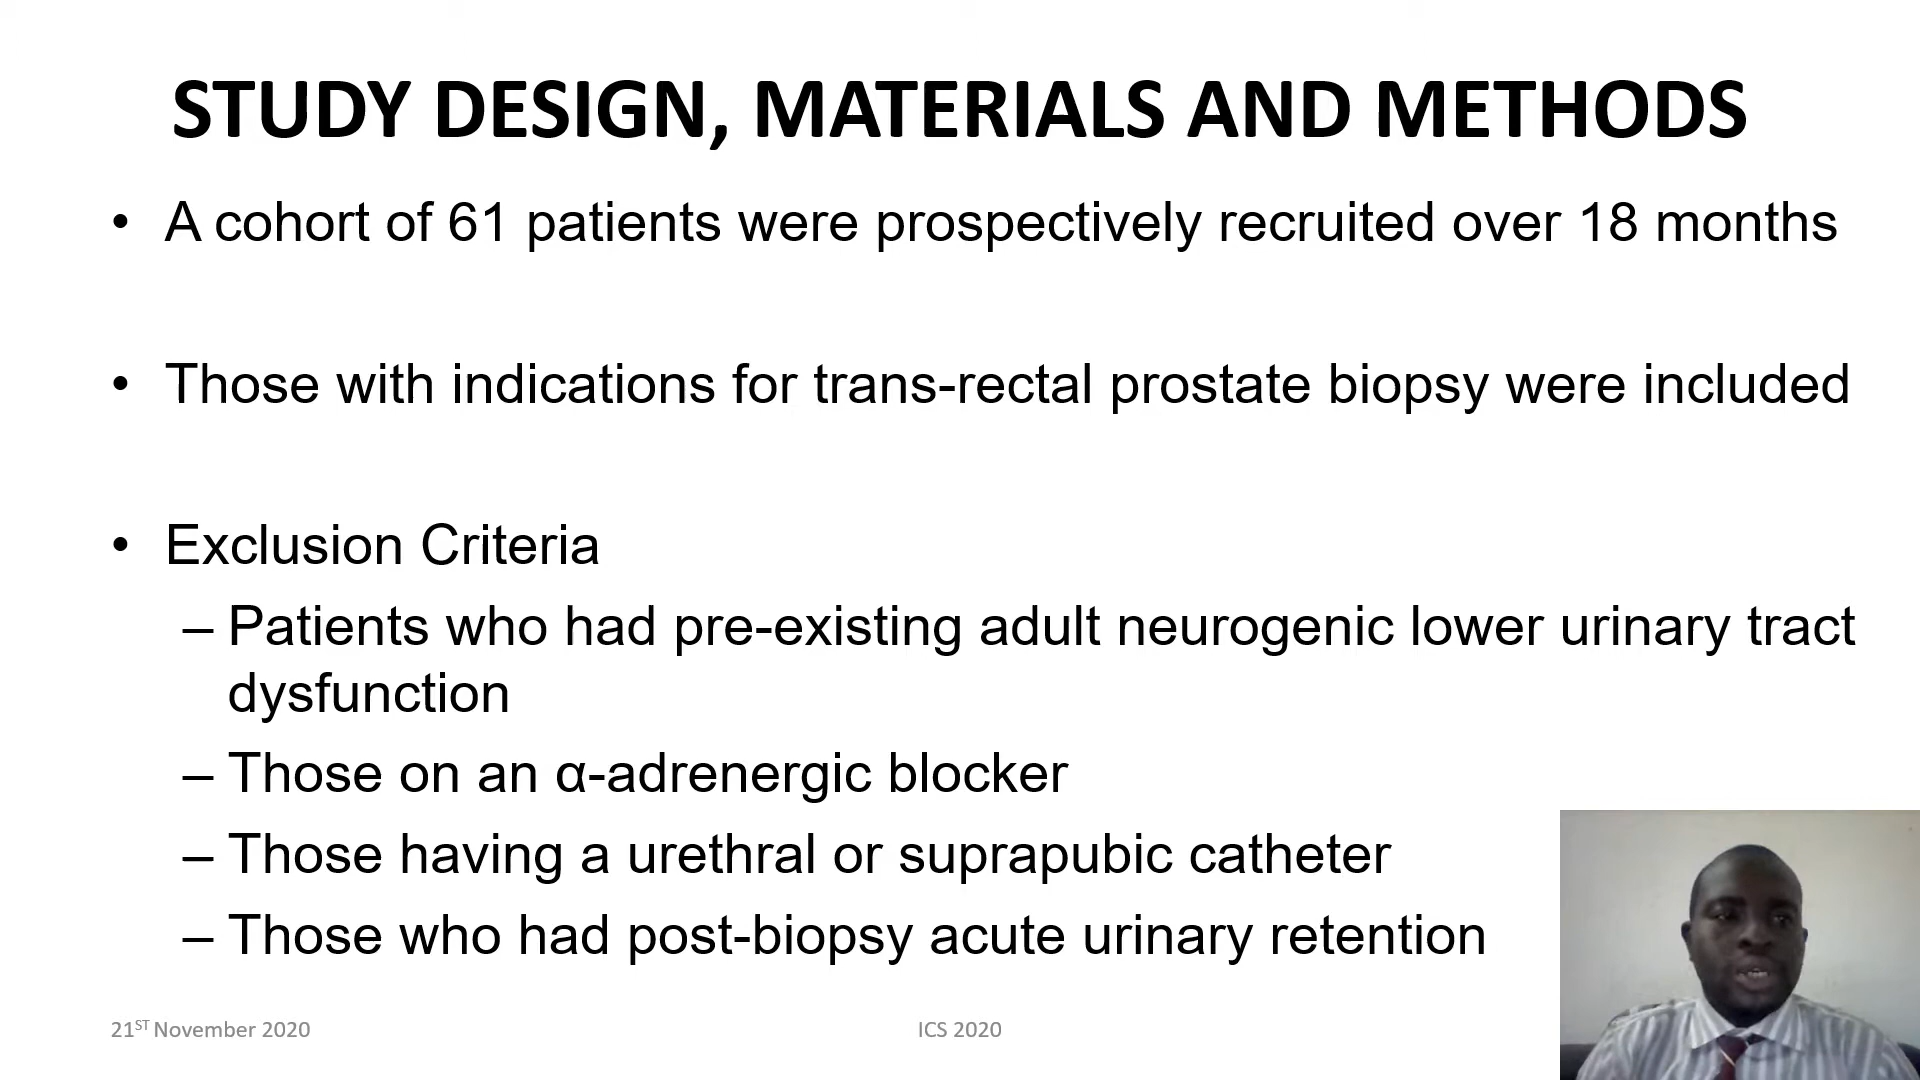 STUDY DESIGN, MATERIALS AND METHODS
• A cohort of 61 patients were prospectively recruited over 18 months
• Those with indications for trans-rectal prostate biopsy were included
• Exclusion Criteria
– Patients who had pre-existing adult neurogenic lower urinary tract
dysfunction
– Those on an α-adrenergic blocker
– Those having a urethral or suprapubic catheter
– Those who had post-biopsy acute urinary retention
21ST November 2020
ICS 2020